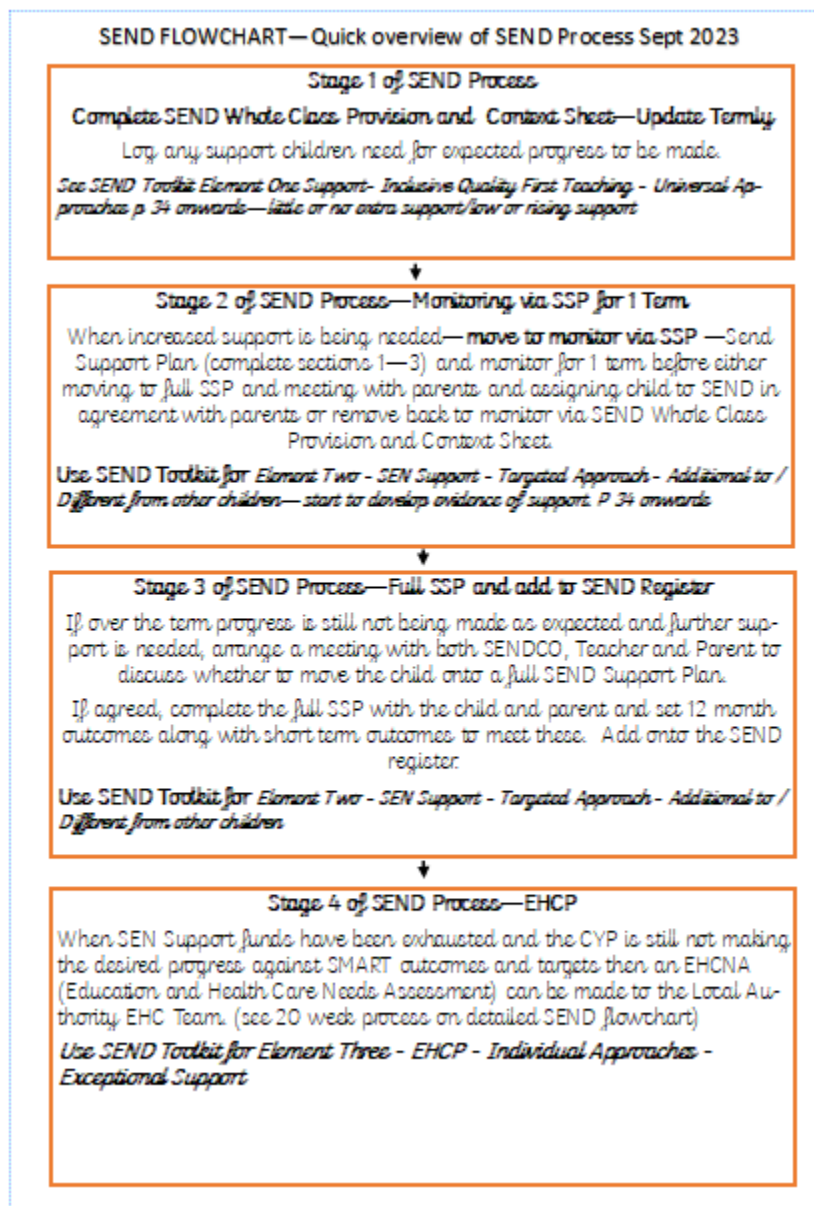 SEND FLOWCHART—Quick overview of SEND Process Sept 2023
Stage 1 of SEND Process
Complete SEND Whole Class Provision and Context Sheet—Update Termly
Log any support children need for expected progress to be made.
See SEND Toolkit Element One Support- Inclusive Quality First Teaching - Universal Ap-
proaches p 34 onwards—little or no extra support/low or rising support
Stage 2 of SEND Process—Monitoring via SSP for 1 Term
When increased support is being needed—move to monitor via SSP —Send
Support Plan (complete sections 1—3) and monitor for 1 term before either
moving to full SSP and meeting with parents and assigning child to SEND in
agreement with parents or remove back to monitor via SEND Whole Class
Provision and Context Sheet.
Use SEND Toolkit for Element Two - SEN Support - Targeted Approach - Additional to /
Different from other children— start to develop evidence of support. P 34 onwards
Stage 3 of SEND Process—Full SSP and add to SEND Register
If over the term progress is still not being made as expected and further sup-
port is needed, arrange a meeting with both SENDCO, Teacher and Parent to
discuss whether to move the child onto a full SEND Support Plan.
If agreed, complete the full SSP with the child and parent and set 12 month
outcomes along with short term outcomes to meet these. Add onto the SEND
register.
Use SEND Toolkit for Element Two - SEN Support - Targeted Approach - Additional to /
Different from other children
Stage 4 of SEND Process—EHCP
When SEN Support funds have been exhausted and the CYP is still not making
the desired progress against SMART outcomes and targets then an EHCNA
(Education and Health Care Needs Assessment) can be made to the Local Au-
thority EHC Team. (see 20 week process on detailed SEND flowchart)
Use SEND Toolkit for Element Three - EHCP - Individual Approaches -
Exceptional Support